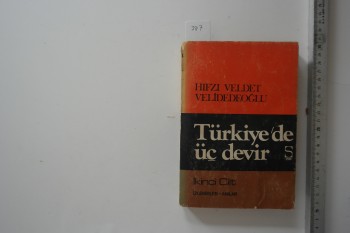 HIFZI VELDET
VELİDEDEOĞLU
Türkiye'de
üç devir
İkinci Cilt